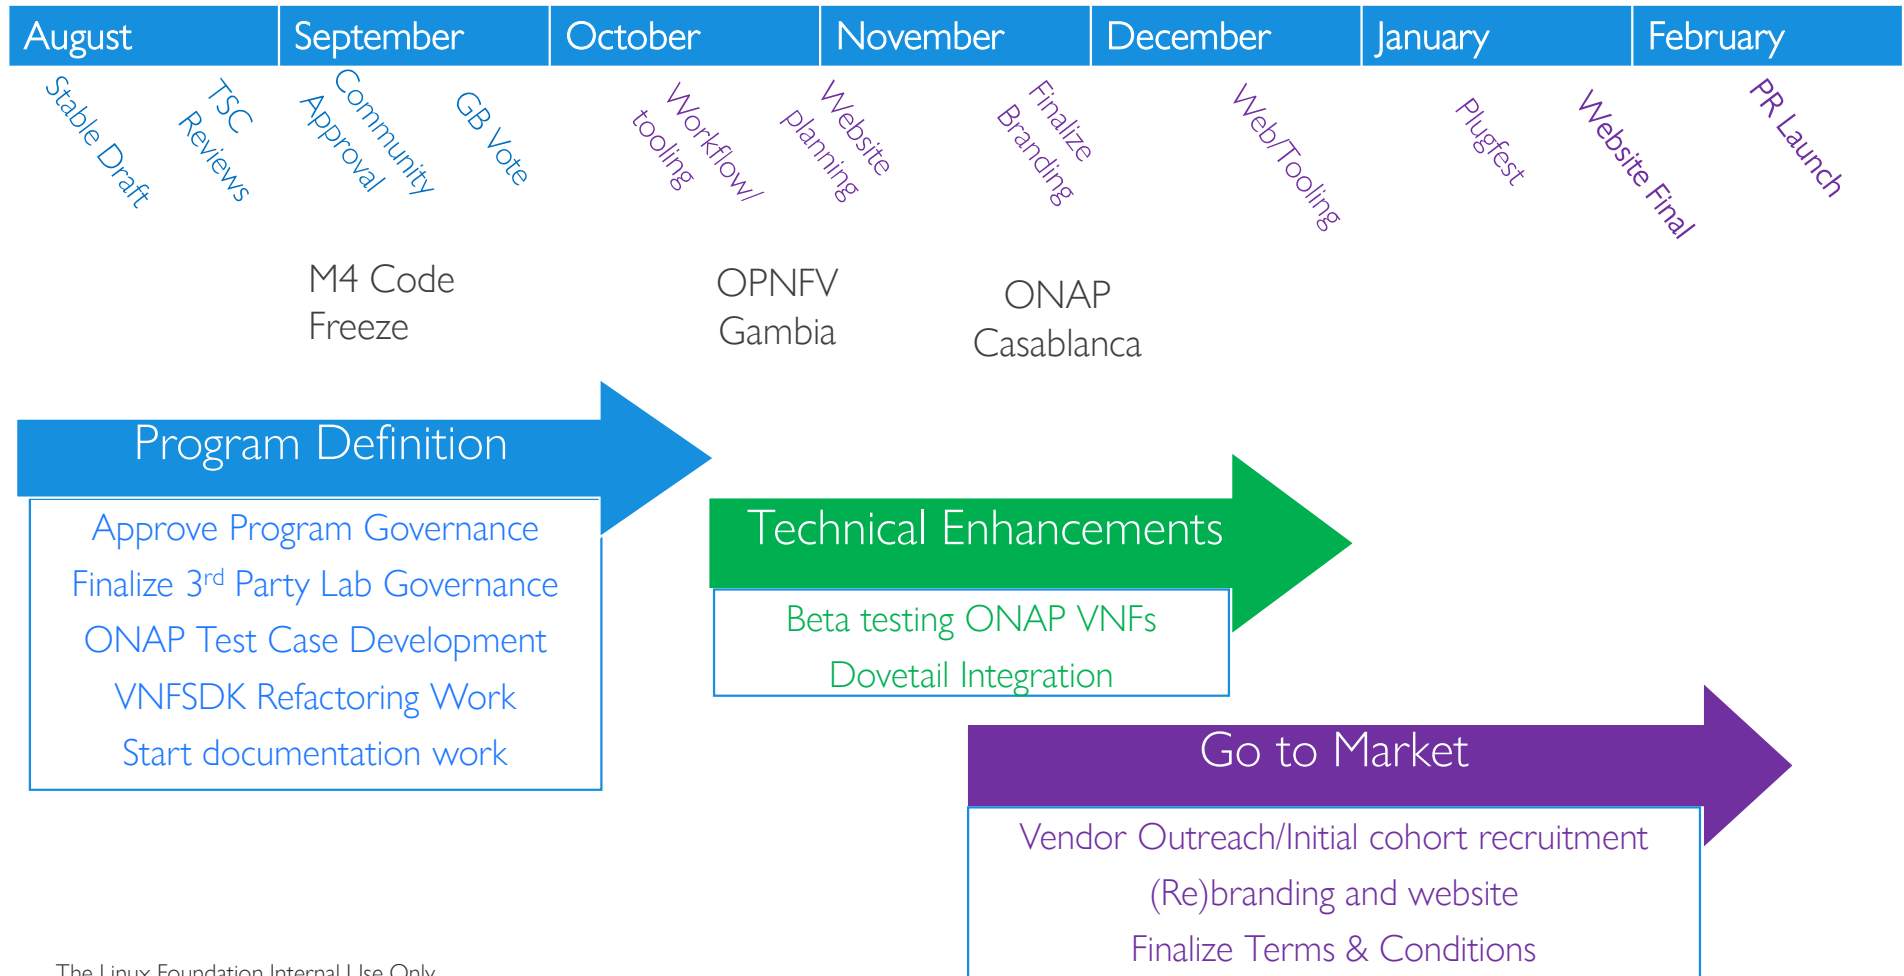 August
September
October
November
December
January
February
Stable Draft
TSC
Reviews
Community
Approval
GB Vote
Workflow/
tooling
Website
planning
Finalize
Branding
Web/Tooling
Plugfest
Website Final
PR Launch
M4 Code
Freeze
OPNFV
Gambia
ONAP
Casablanca
Program Definition
Approve Program Governance
Finalize 3rd Party Lab Governance
ONAP Test Case Development
VNFSDK Refactoring Work
Start documentation work
Technical Enhancements
Beta testing ONAP VNFs
Dovetail Integration
Go to Market
Vendor Outreach/Initial cohort recruitment
(Re)branding and website
Finalize Terms & Conditions
The Linux Foundation Internal Use Only